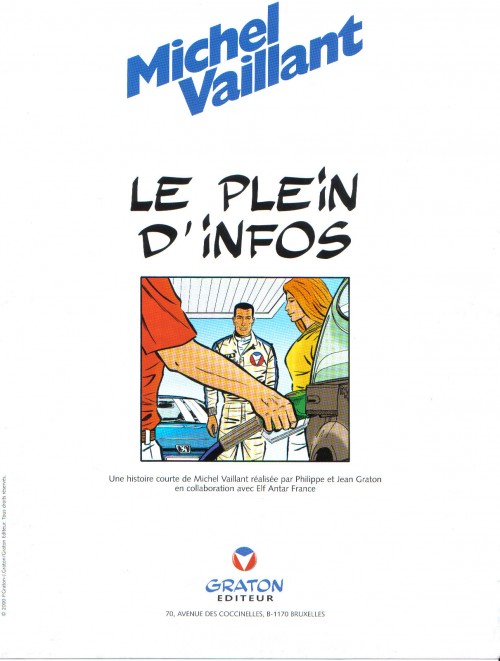 Michel
Vaillant
LE PLEiN
D'iNFOS
Une histoire courte de Michel Vaillant réalisée par Philippe et Jean Graton
en collaboration avec Elf Antar France
GRATON
EDITEUR
70, AVENUE DES COCCINELLES, B-1170 BRUXELLES